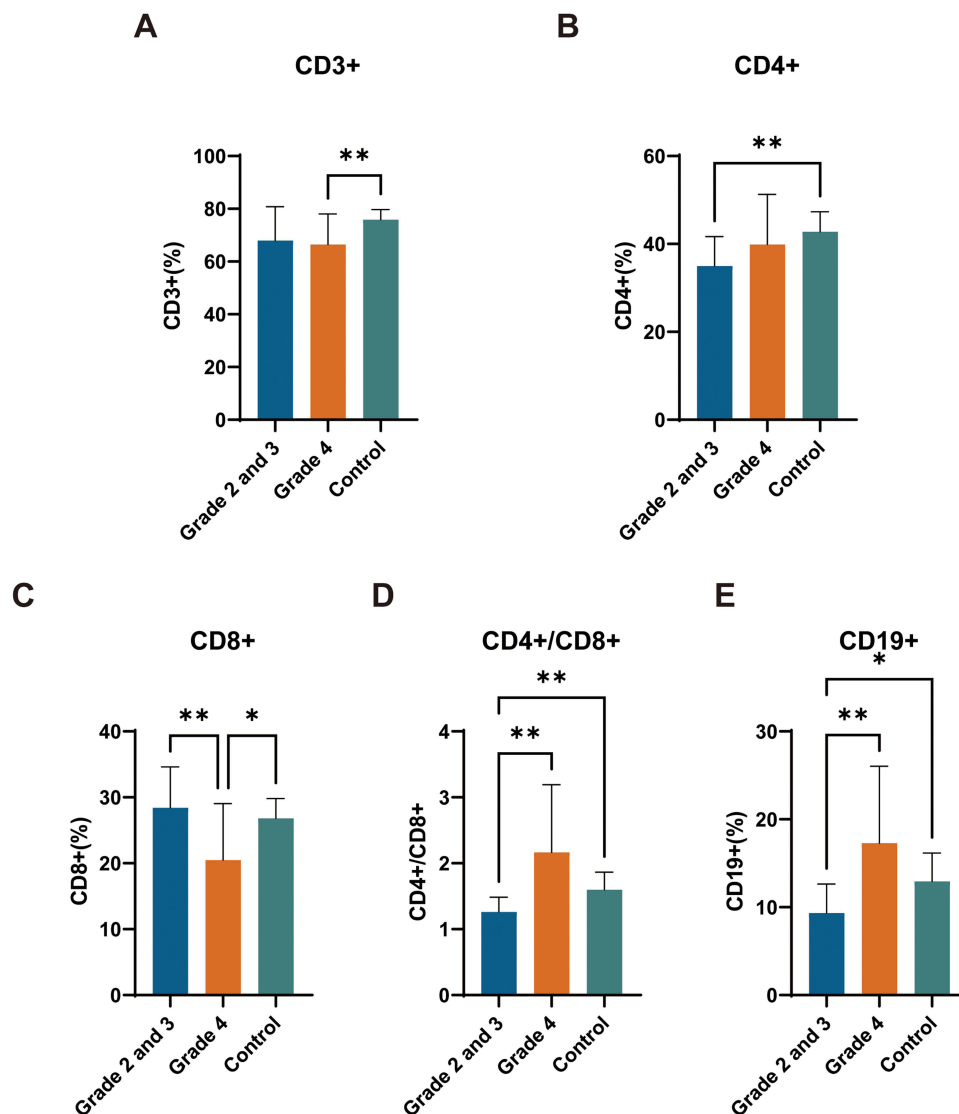 A
CD3+
CD3+(%)
100
80
60
40
20
0
**
Grade 2 and 3
Grade 4
Control
B
CD4+
CD4+(%)
60
40
20
0
**
Grade 2 and 3
Grade 4
Control
C
CD8+
CD8+(%)
40
30
20
10
0
**
*
Grade 2 and 3
Grade 4
Control
D
CD4+/CD8+
CD4+/CD8+
4
3
2
1
0
**
**
Grade 2 and 3
Grade 4
Control
E
CD19+
CD19+(%)
30
20
10
0
*
**
Grade 2 and 3
Grade 4
Control